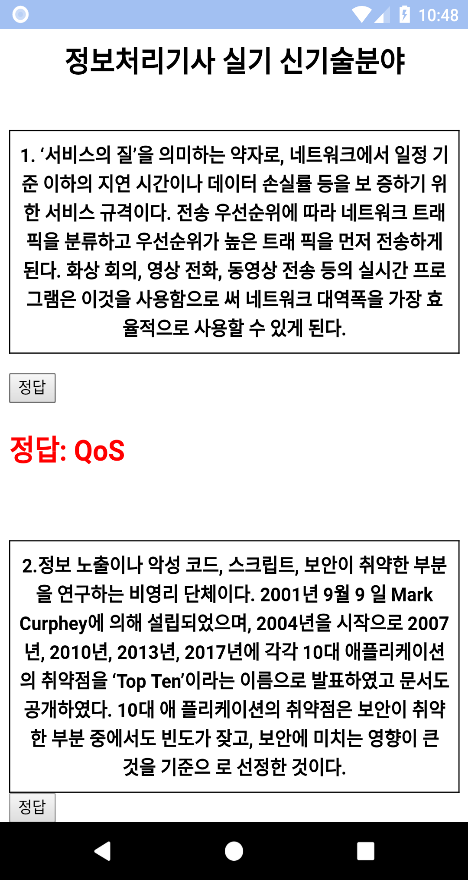 10:48
정보처리기사 실기 신기술분야
1. ‘서비스의 질’을 의미하는 약자로, 네트워크에서 일정 기
준 이하의 지연 시간이나 데이터 손실률 등을 보 증하기 위
한 서비스 규격이다. 전송 우선순위에 따라 네트워크 트래
픽을 분류하고 우선순위가 높은 트래 픽을 먼저 전송하게
된다. 화상 회의, 영상 전화, 동영상 전송 등의 실시간 프로
그램은 이것을 사용함으로 써 네트워크 대역폭을 가장 효
율적으로 사용할 수 있게 된다.
정답
정답: QoS
2.정보 노출이나 악성 코드, 스크립트, 보안이 취약한 부분
을 연구하는 비영리 단체이다. 2001년 9월 9 일 Mark
Curphey에 의해 설립되었으며, 2004년을 시작으로 2007
년, 2010년, 2013년, 2017년에 각각 10대 애플리케이션
의 취약점을 ‘Top Ten’이라는 이름으로 발표하였고 문서도
공개하였다. 10대 애 플리케이션의 취약점은 보안이 취약
한 부분 중에서도 빈도가 잦고, 보안에 미치는 영향이 큰
것을 기준으 로 선정한 것이다.
정답